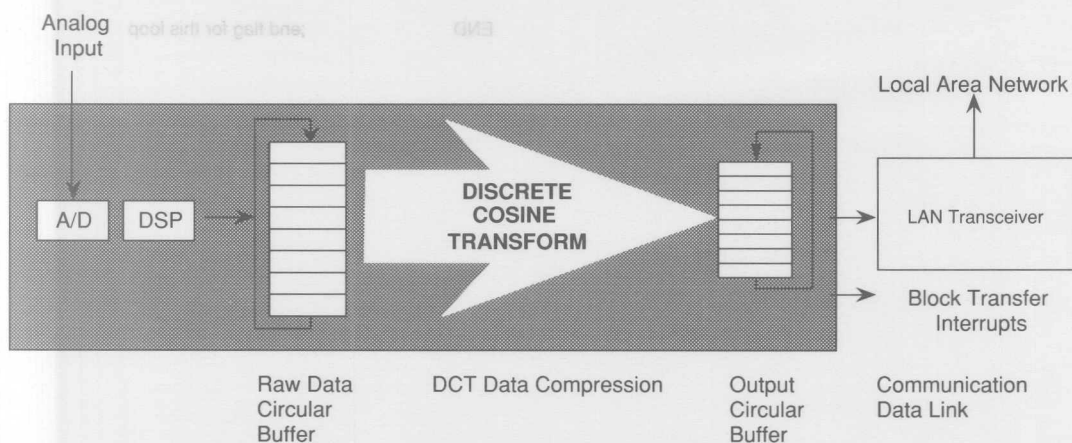 ;end flag for this loop
END
Analog
Input
Local Area Network
A/D
DSP
DISCRETE
COSINE
TRANSFORM
LAN Transceiver
Block Transfer
Interrupts
Raw Data
Circular
Buffer
DCT Data Compression
Output
Circular
Buffer
Communication
Data Link